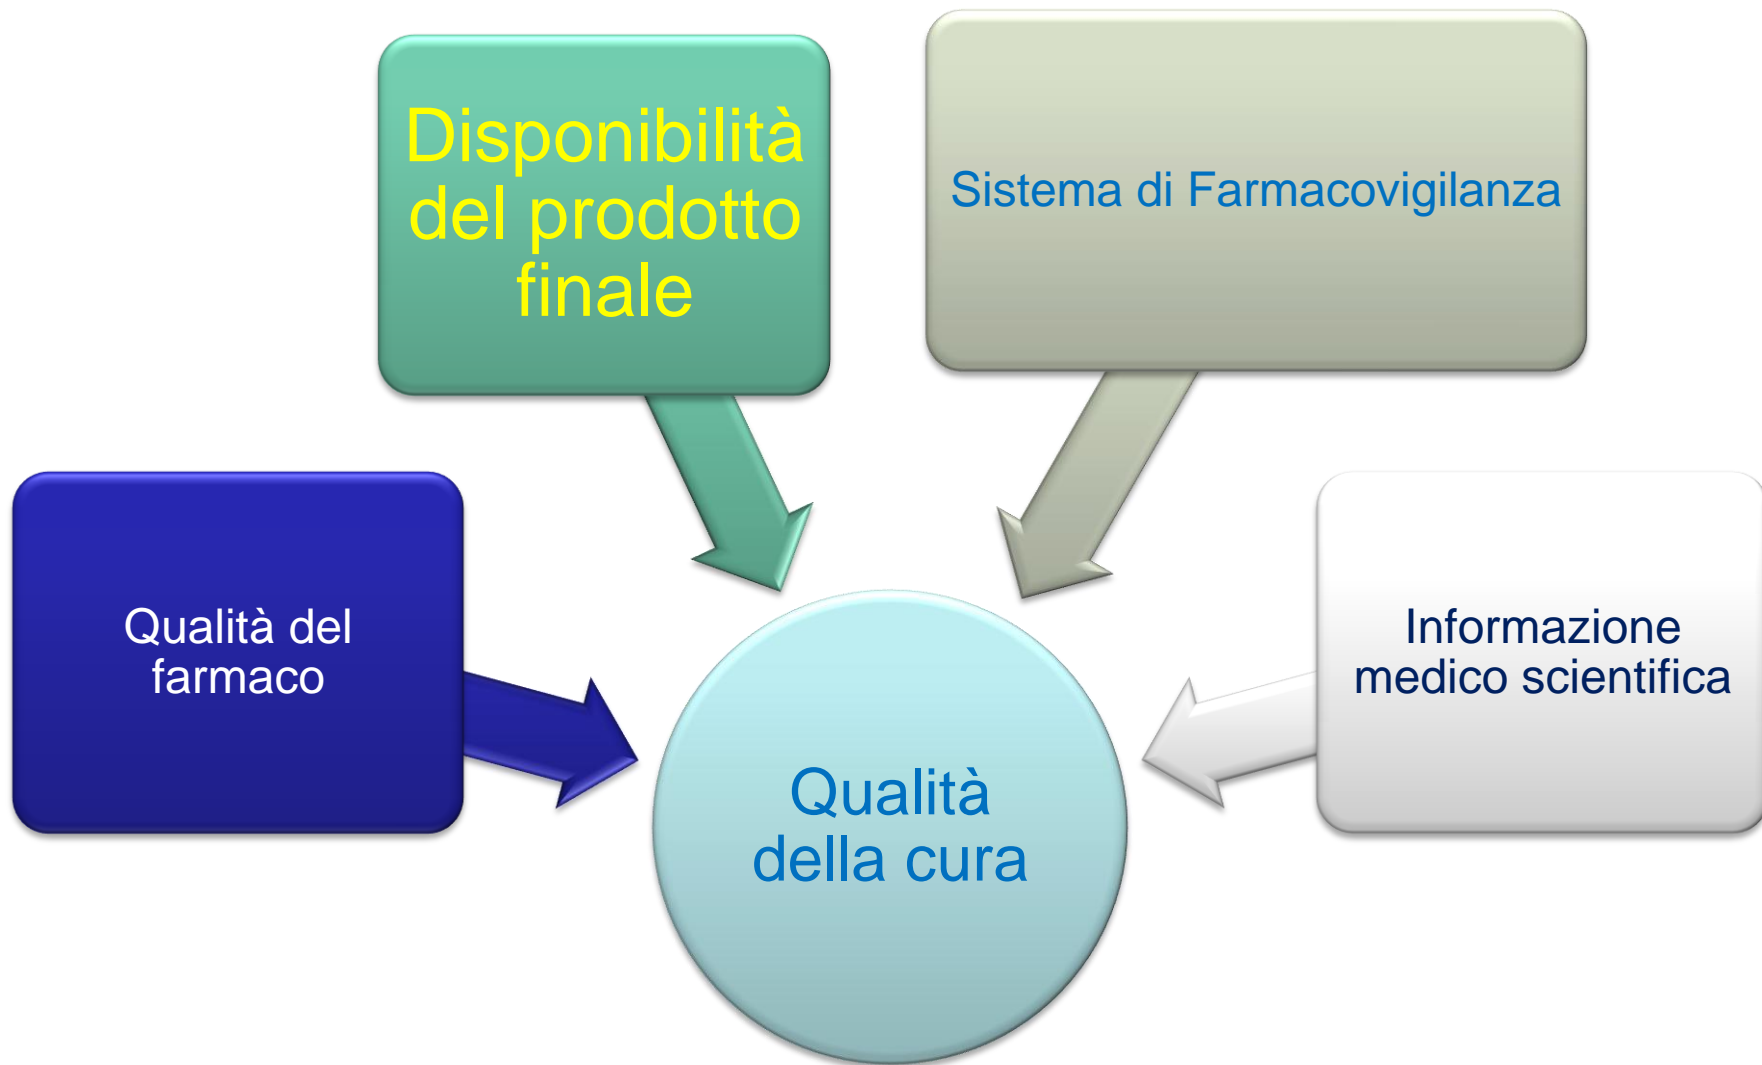 Disponibilità
del prodotto
finale
Sistema di Farmacovigilanza
Qualità del
farmaco
Informazione
medico scientifica
Qualità
della cura